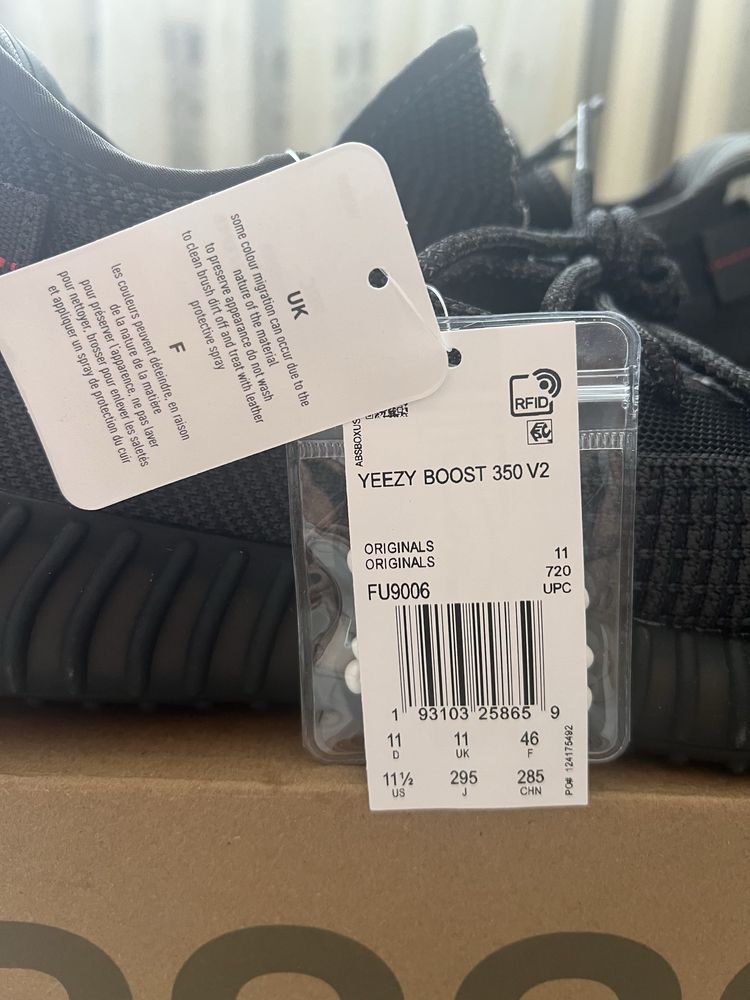 UK
some colour migration can occur due to the
nature of the material
to preserve appearance do not wash
to clean brush dirt off and treat with leather
protective spray
F
les couleurs peuvent déteindre, en raison
de la nature de la matière
pour préserver l'apparence, ne pas laver
pour nettoyer, brosser pour enlever les saletés
et appliquer un spray de protection du cuir
RFID
ABSBOXUS
YEEZY BOOST 350 V2
ORIGINALS 11
ORIGINALS 720
FU9006 UPC
1 93103 25865 9
11 11 46
D UK F
11½ 295 285
US J CHN
PO# 124175492